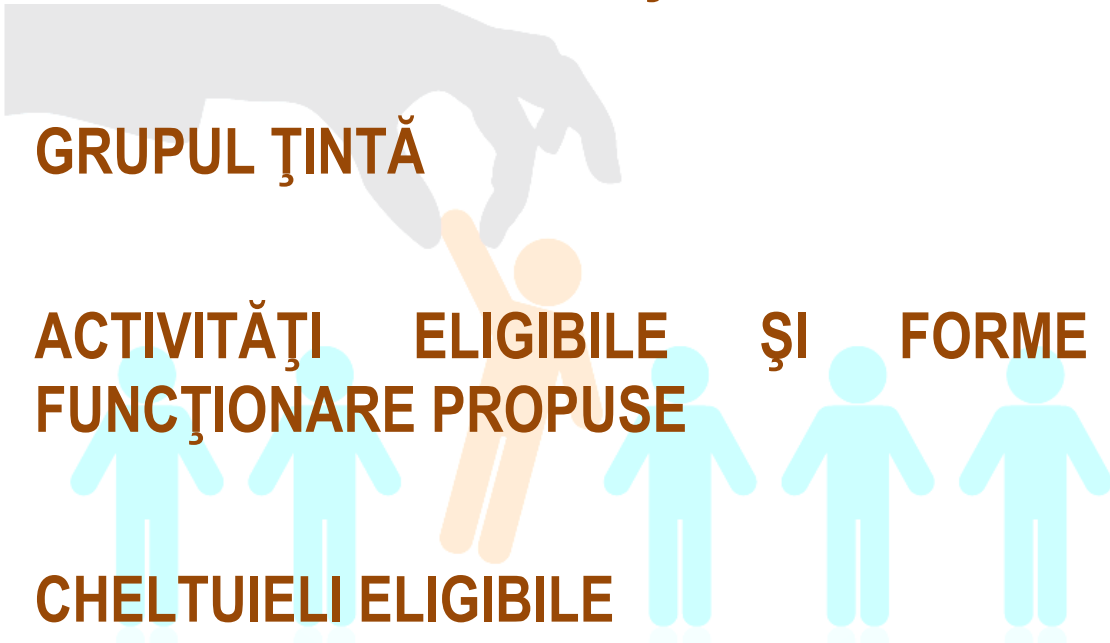 GRUPUL ŢINTĂ
ACTIVITĂŢI ELIGIBILE ŞI FORME
FUNCŢIONARE PROPUSE
CHELTUIELI ELIGIBILE